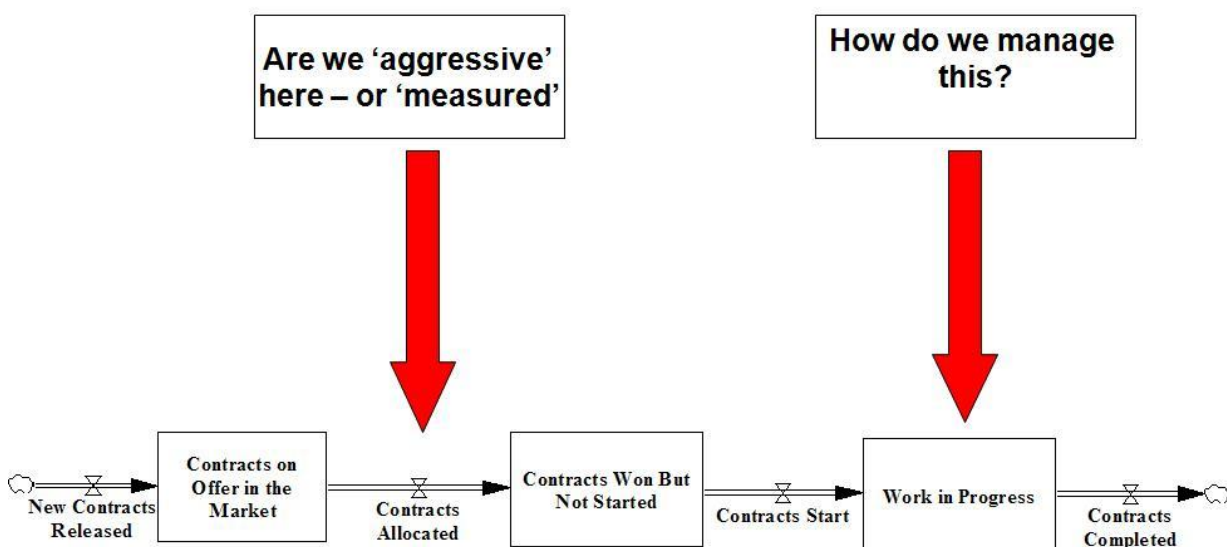 Are we ‘aggressive’
here – or ‘measured’
How do we manage
this?
Contracts on
Offer in the
Market
Contracts Won But
Not Started
Work in Progress
New Contracts
Released
Contracts
Allocated
Contracts Start
Contracts
Completed